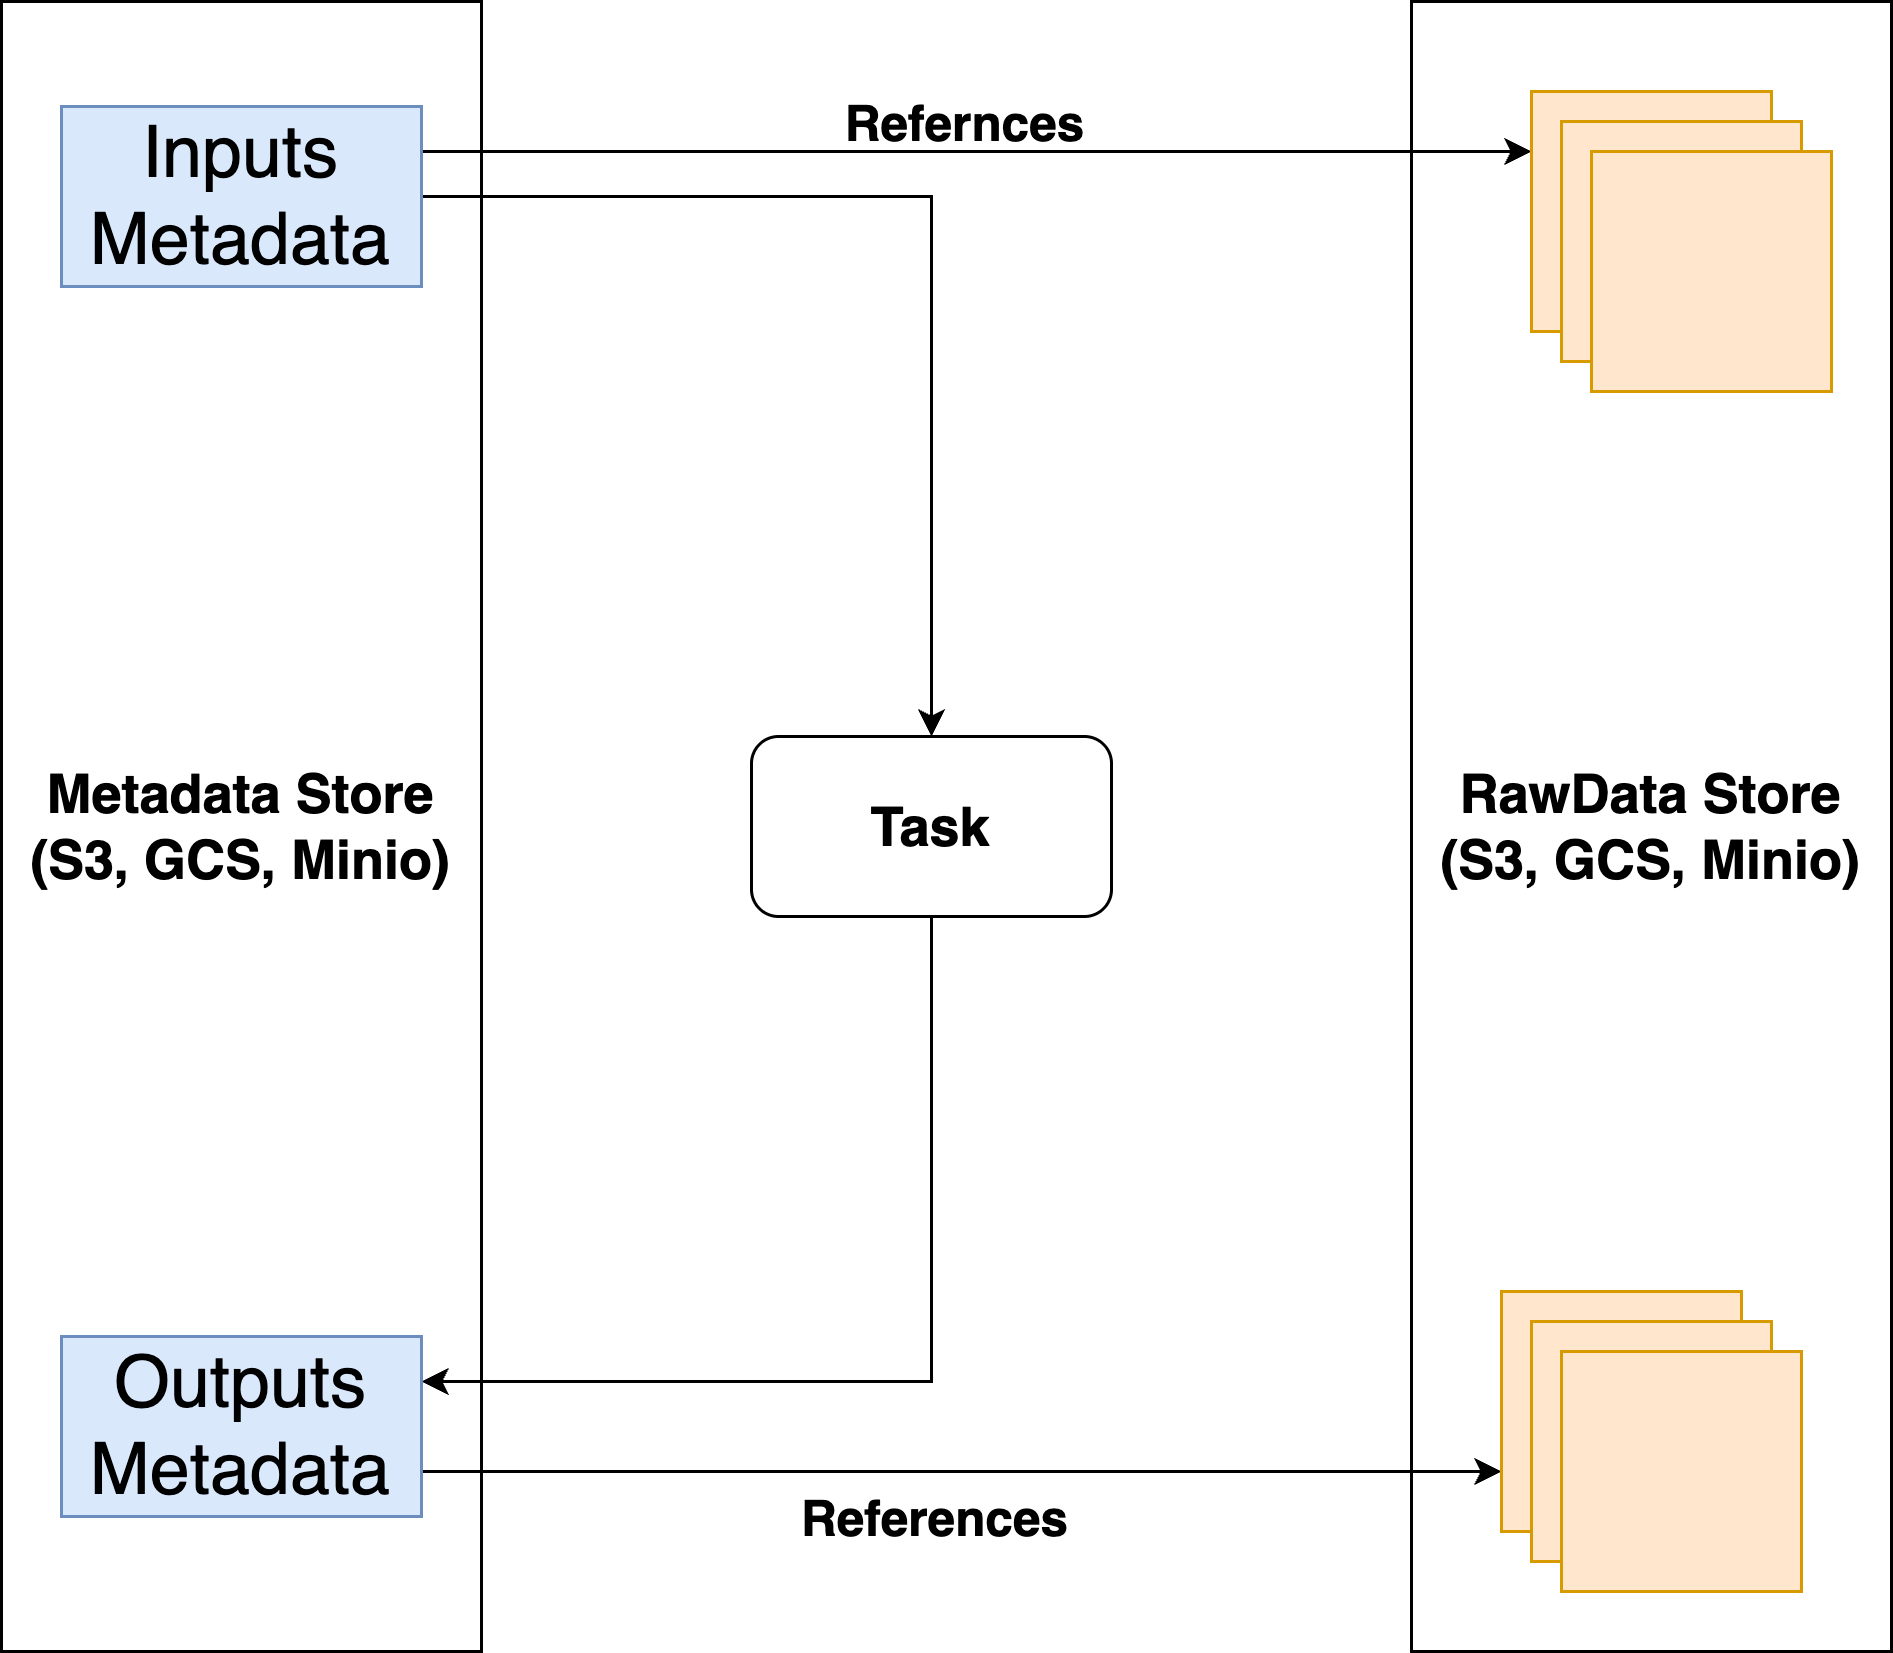 Inputs
Metadata
Refernces
Metadata Store
(S3, GCS, Minio)
Task
RawData Store
(S3, GCS, Minio)
Outputs
Metadata
References